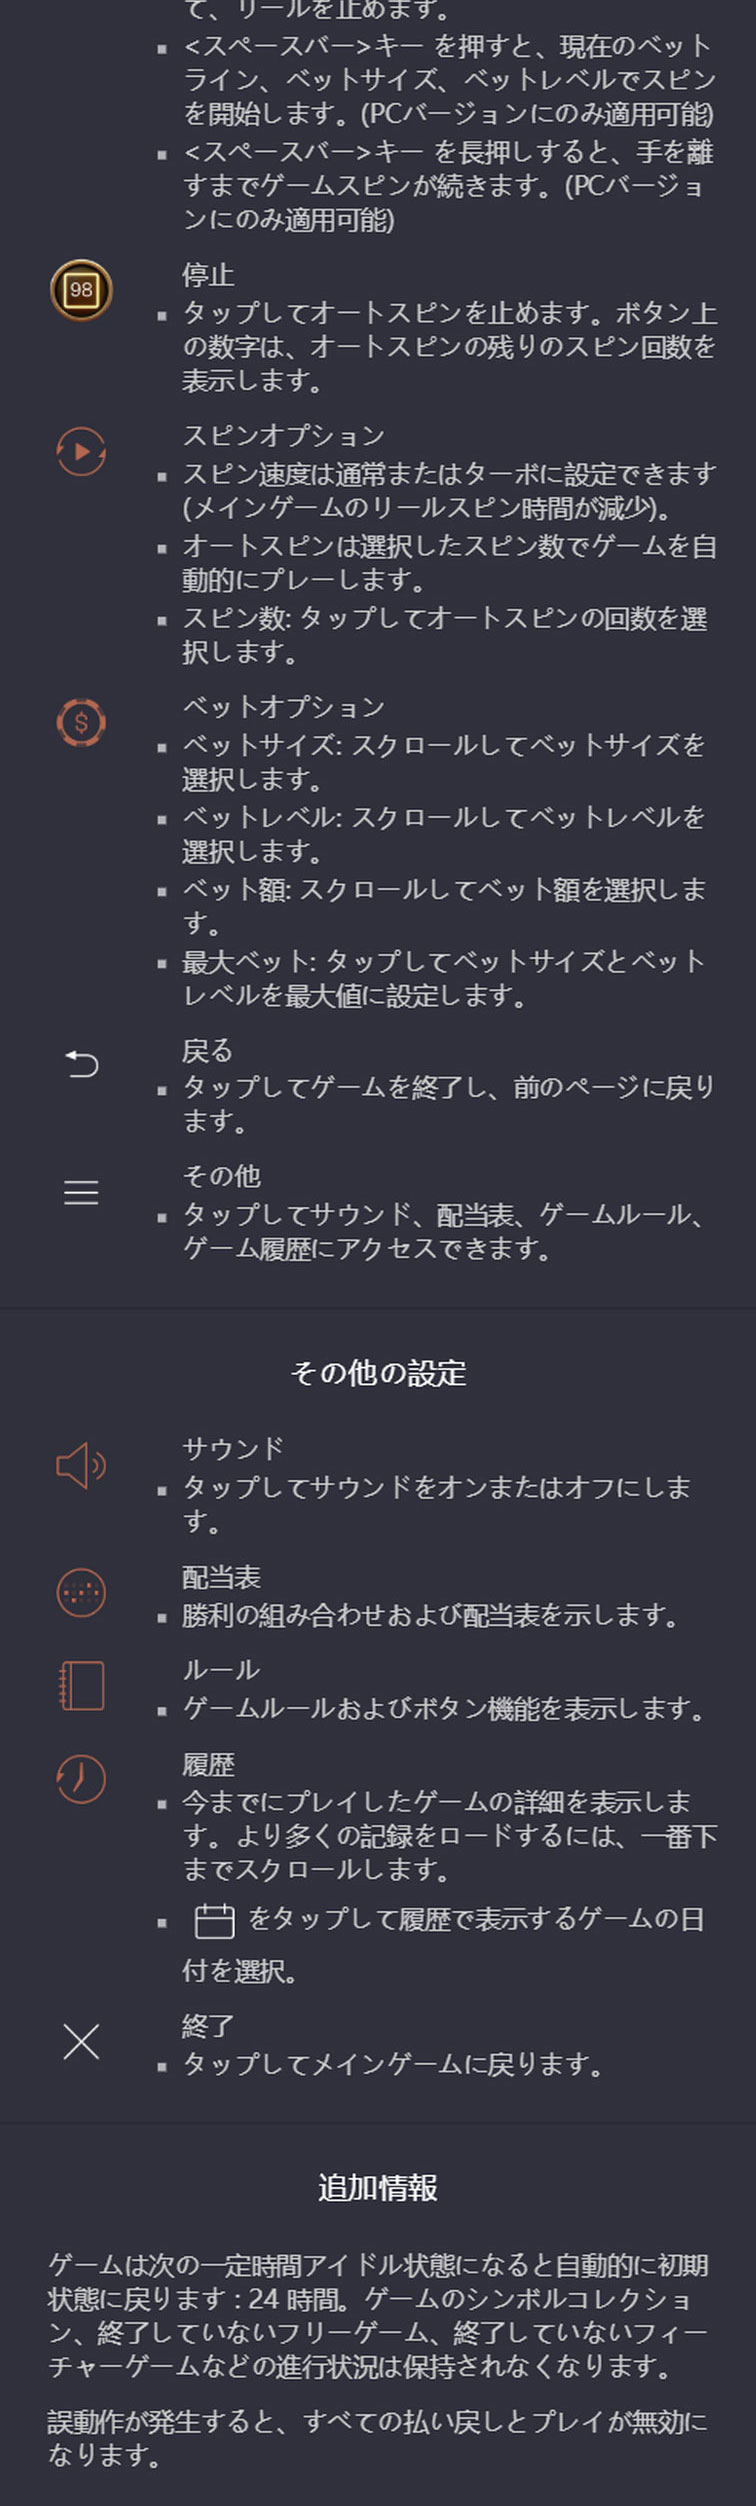 て、リールを止めます。
<スペースバー>キー を押すと、現在のベット
ライン、ベットサイズ、ベットレベルでスピン
を開始します。(PCバージョンにのみ適用可能)
<スペースバー>キー を長押しすると、手を離
すまでゲームスピンが続きます。(PCバージョ
ンにのみ適用可能)
98
停止
タップしてオートスピンを止めます。ボタン上
の数字は、オートスピンの残りのスピン回数を
表示します。
スピンオプション
スピン速度は通常またはターボに設定できます
(メインゲームのリールスピン時間が減少)。
オートスピンは選択したスピン数でゲームを自
動的にプレーします。
スピン数: タップしてオートスピンの回数を選
択します。
$
ベットオプション
ベットサイズ: スクロールしてベットサイズを
選択します。
ベットレベル: スクロールしてベットレベルを
選択します。
ベット額: スクロールしてベット額を選択しま
す。
最大ベット: タップしてベットサイズとベット
レベルを最大値に設定します。
戻る
タップしてゲームを終了し、前のページに戻り
ます。
その他
タップしてサウンド、配当表、ゲームルール、
ゲーム履歴にアクセスできます。
その他の設定
サウンド
タップしてサウンドをオンまたはオフにしま
す。
配当表
勝利の組み合わせおよび配当表を示します。
ルール
ゲームルールおよびボタン機能を表示します。
履歴
今までにプレイしたゲームの詳細を表示しま
す。より多くの記録をロードするには、一番下
までスクロールします。
をタップして履歴で表示するゲームの日
付を選択。
終了
タップしてメインゲームに戻ります。
追加情報
ゲームは次の一定時間アイドル状態になると自動的に初期
状態に戻ります : 24 時間。ゲームのシンボルコレクショ
ン、終了していないフリーゲーム、終了していないフィー
チャーゲームなどの進行状況は保持されなくなります。
誤動作が発生すると、すべての払い戻しとプレイが無効に
なります。